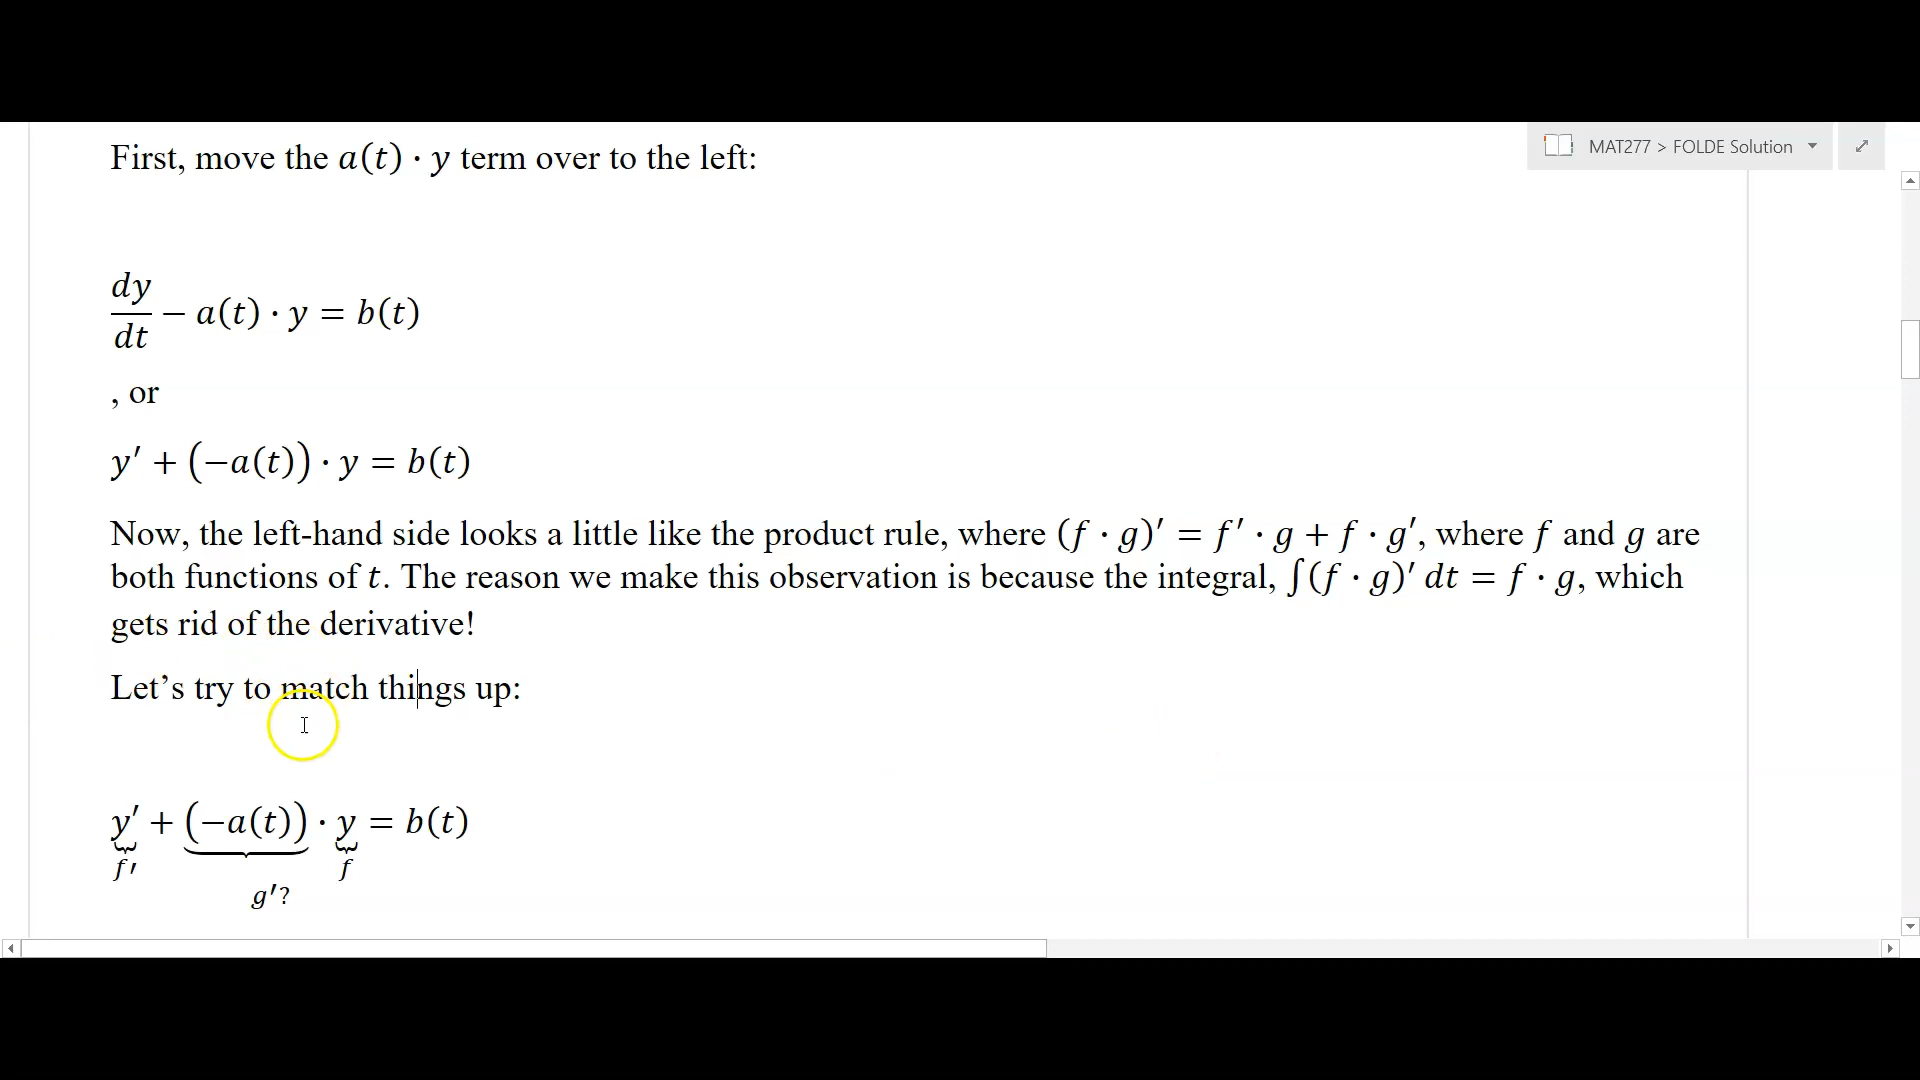 First, move the a(t) · y term over to the left:
MAT277 > FOLDE Solution
dy
dt
− a(t) · y = b(t)
, or
y′ + (−a(t)) · y = b(t)
Now, the left-hand side looks a little like the product rule, where (f · g)′ = f′ · g + f · g′, where f and g are
both functions of t. The reason we make this observation is because the integral, ∫(f · g)′ dt = f · g, which
gets rid of the derivative!
Let’s try to match things up:
y′ + (−a(t)) · y = b(t)
f′ f
g′?